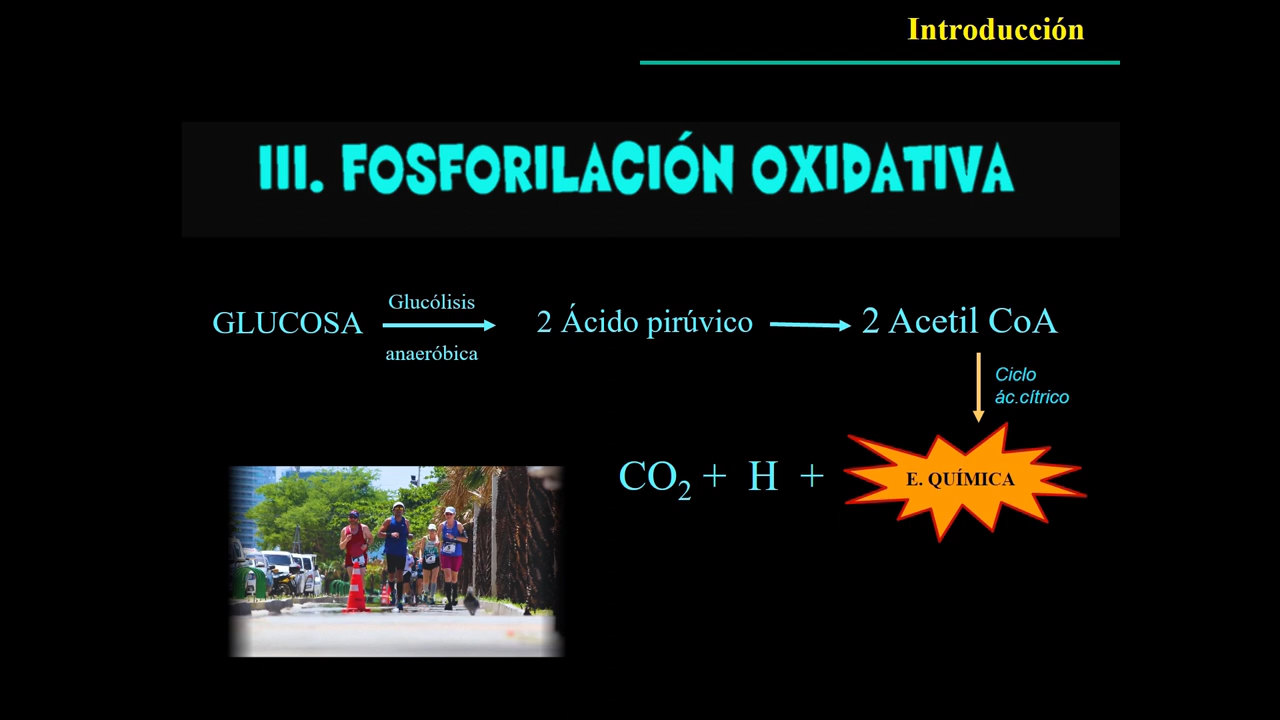 Introducción
III. FOSFORILACIÓN OXIDATIVA
Glucólisis
GLUCOSA 2 Ácido pirúvico 2 Acetil CoA
anaeróbica
Ciclo
ác.cítrico
CO₂ + H + E. QUÍMICA